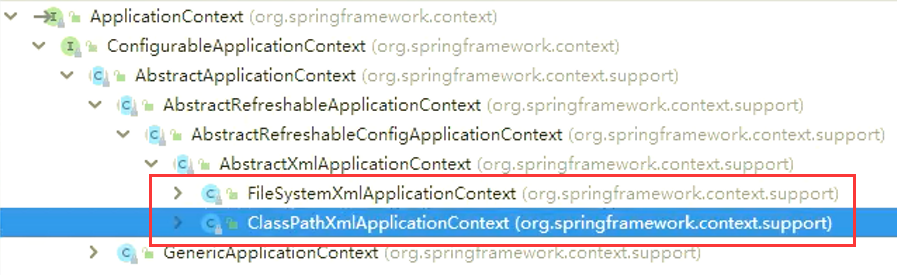 ApplicationContext (org.springframework.context)
ConfigurableApplicationContext (org.springframework.context)
AbstractApplicationContext (org.springframework.context.support)
AbstractRefreshableApplicationContext (org.springframework.context.support)
AbstractRefreshableConfigApplicationContext (org.springframework.context.support)
AbstractXmlApplicationContext (org.springframework.context.support)
FileSystemXmlApplicationContext (org.springframework.context.support)
ClassPathXmlApplicationContext (org.springframework.context.support)
GenericApplicationContext (org.springframework.context.support)